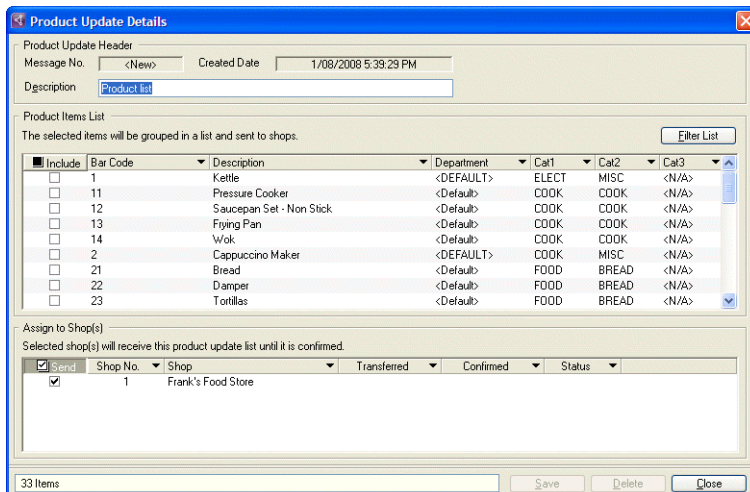 Product Update Details
Product Update Header
Message No. <New> Created Date 1/08/2008 5:39:29 PM
Description Product list
Product Items List
The selected items will be grouped in a list and sent to shops. Filter List
Include Bar Code Description Department Cat1 Cat2 Cat3
1 Kettle <DEFAULT> ELECT MISC <N/A>
11 Pressure Cooker <Default> COOK COOK <N/A>
12 Saucepan Set - Non Stick <Default> COOK COOK <N/A>
13 Frying Pan <Default> COOK COOK <N/A>
14 Wok <Default> COOK COOK <N/A>
2 Cappuccino Maker <DEFAULT> COOK MISC <N/A>
21 Bread <Default> FOOD BREAD <N/A>
22 Damper <Default> FOOD BREAD <N/A>
23 Tortillas <Default> FOOD BREAD <N/A>
Assign to Shop(s)
Selected shop(s) will receive this product update list until it is confirmed.
Send Shop No. Shop Transferred Confirmed Status
1 Frank's Food Store
33 Items Save Delete Close